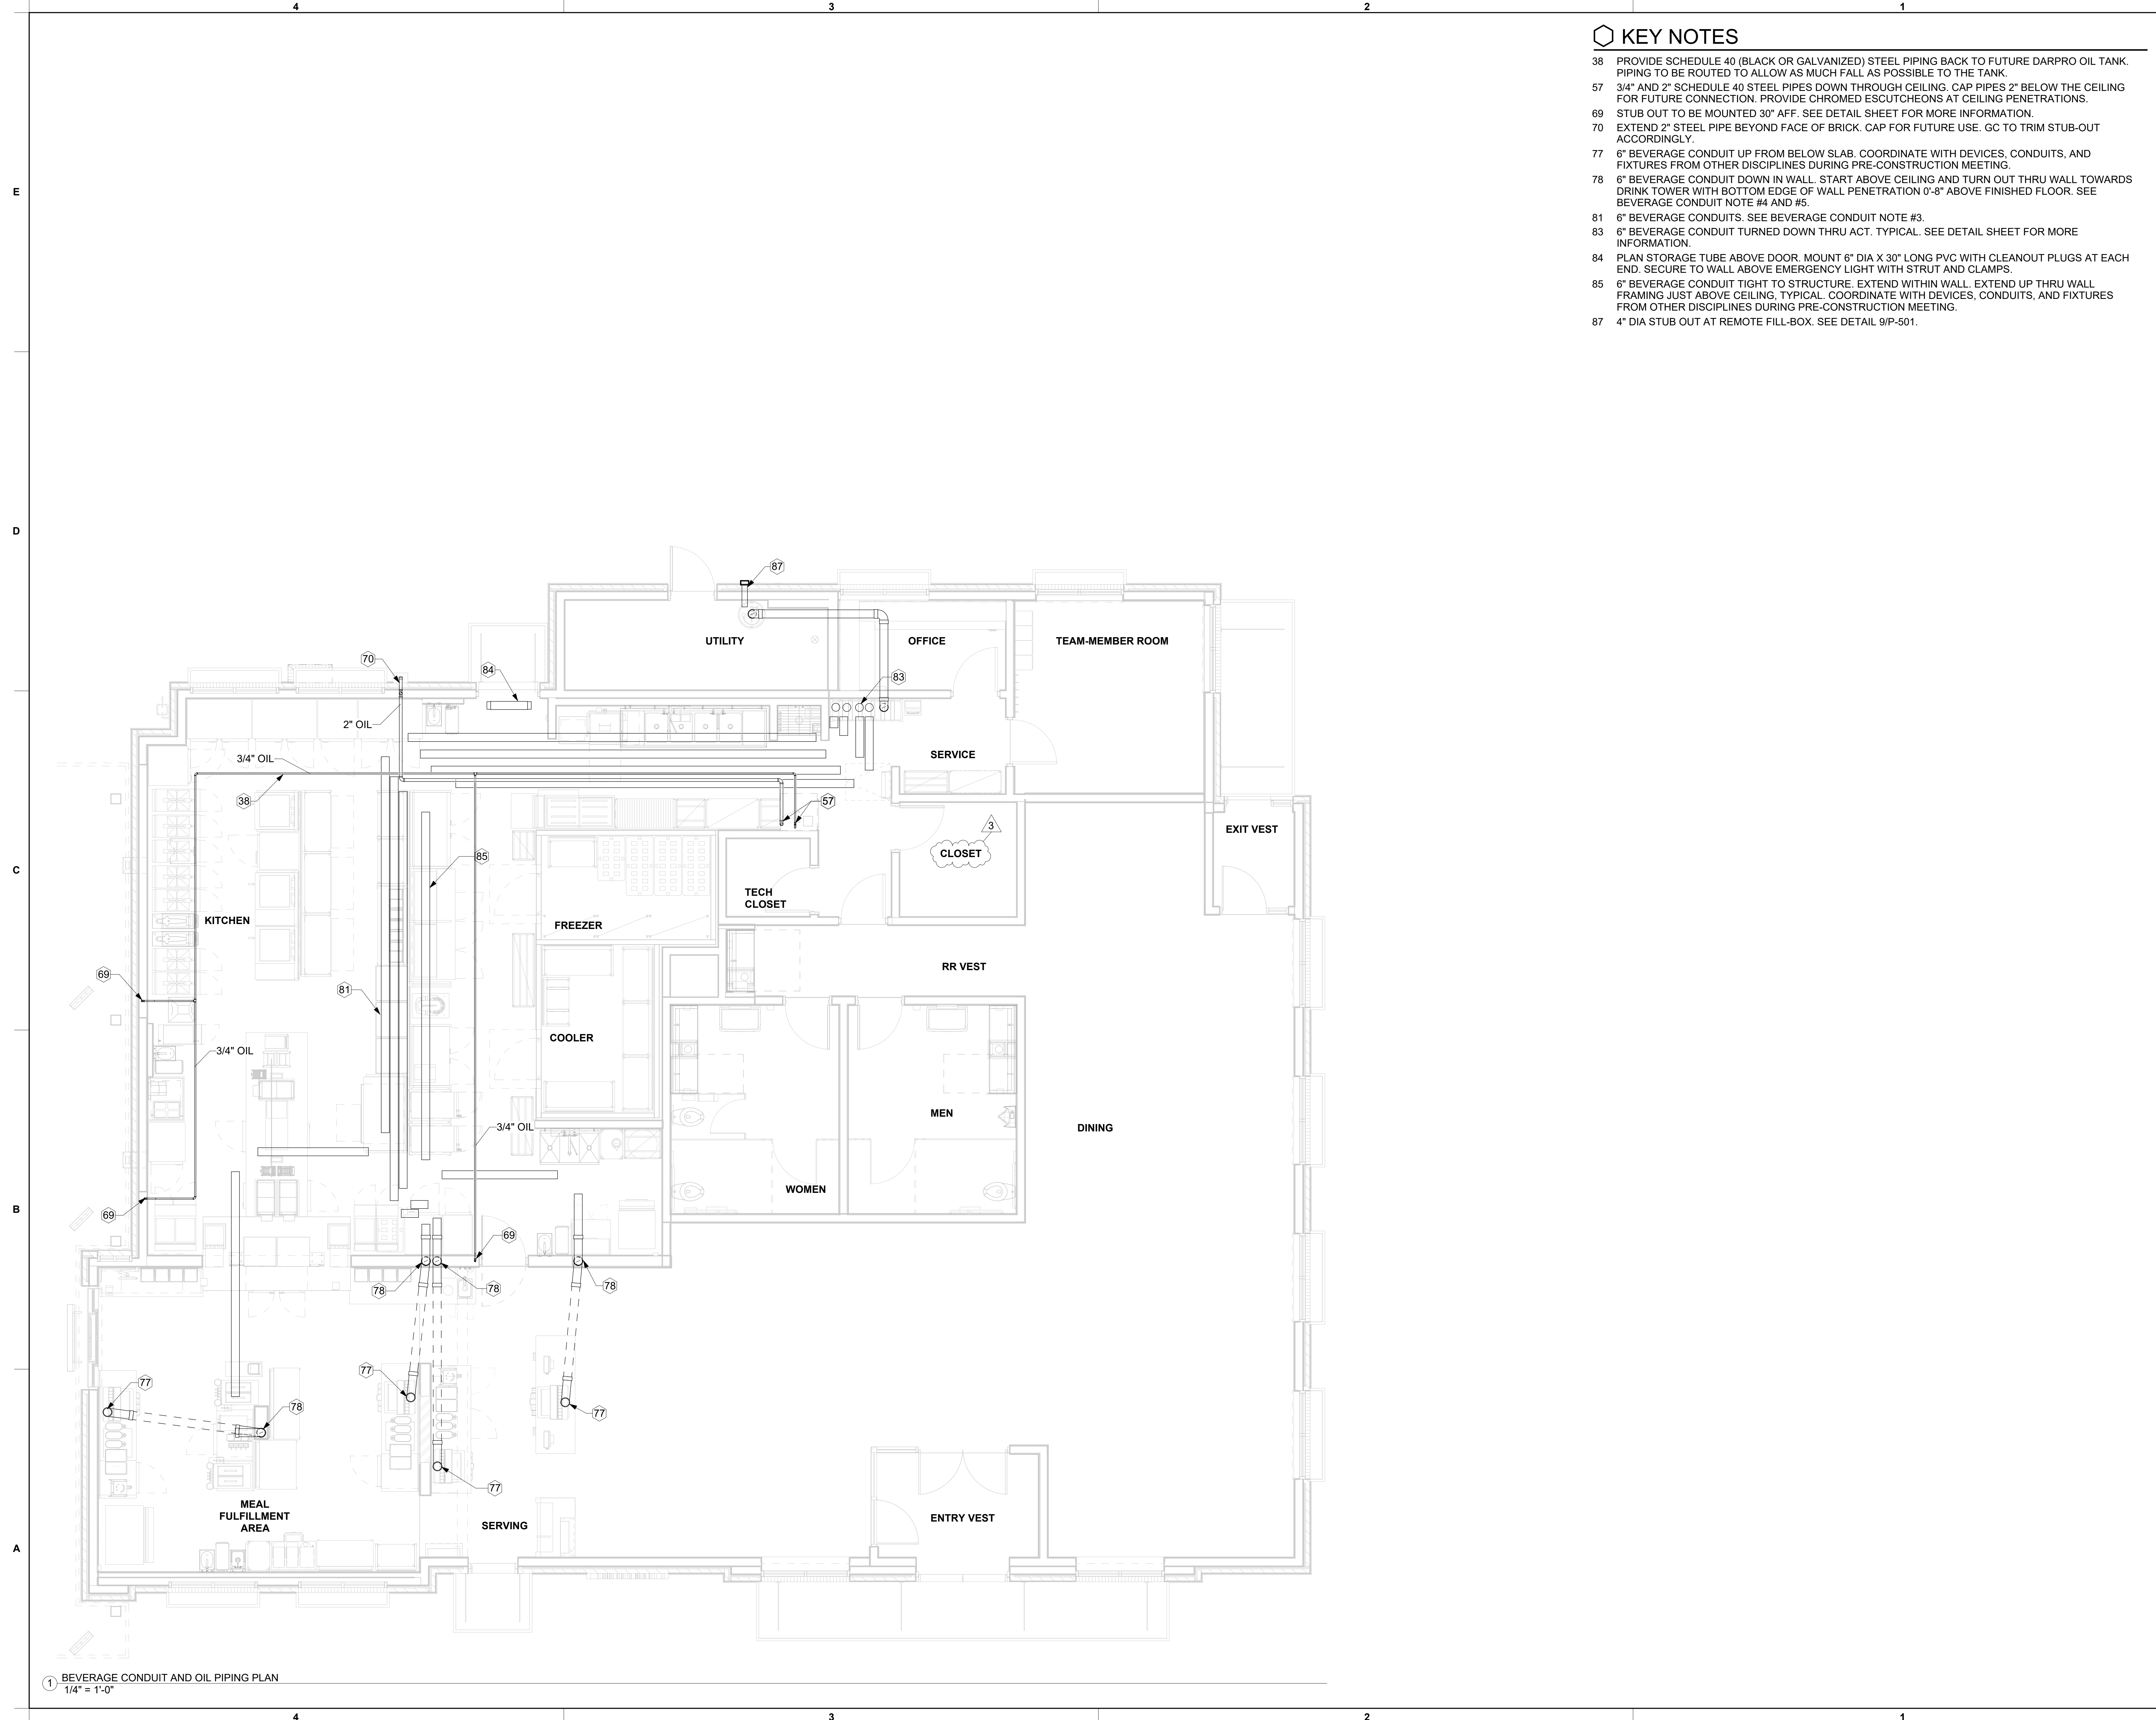 4 3 2 1
KEY NOTES
38 PROVIDE SCHEDULE 40 (BLACK OR GALVANIZED) STEEL PIPING BACK TO FUTURE DARPRO OIL TANK.
PIPING TO BE ROUTED TO ALLOW AS MUCH FALL AS POSSIBLE TO THE TANK.
57 3/4" AND 2" SCHEDULE 40 STEEL PIPES DOWN THROUGH CEILING. CAP PIPES 2" BELOW THE CEILING
FOR FUTURE CONNECTION. PROVIDE CHROMED ESCUTCHEONS AT CEILING PENETRATIONS.
69 STUB OUT TO BE MOUNTED 30" AFF. SEE DETAIL SHEET FOR MORE INFORMATION.
70 EXTEND 2" STEEL PIPE BEYOND FACE OF BRICK. CAP FOR FUTURE USE. GC TO TRIM STUB-OUT
ACCORDINGLY.
77 6" BEVERAGE CONDUIT UP FROM BELOW SLAB. COORDINATE WITH DEVICES, CONDUITS, AND
FIXTURES FROM OTHER DISCIPLINES DURING PRE-CONSTRUCTION MEETING.
78 6" BEVERAGE CONDUIT DOWN IN WALL. START ABOVE CEILING AND TURN OUT THRU WALL TOWARDS
DRINK TOWER WITH BOTTOM EDGE OF WALL PENETRATION 0'-8" ABOVE FINISHED FLOOR. SEE
BEVERAGE CONDUIT NOTE #4 AND #5.
81 6" BEVERAGE CONDUITS. SEE BEVERAGE CONDUIT NOTE #3.
83 6" BEVERAGE CONDUIT TURNED DOWN THRU ACT. TYPICAL. SEE DETAIL SHEET FOR MORE
INFORMATION.
84 PLAN STORAGE TUBE ABOVE DOOR. MOUNT 6" DIA X 30" LONG PVC WITH CLEANOUT PLUGS AT EACH
END. SECURE TO WALL ABOVE EMERGENCY LIGHT WITH STRUT AND CLAMPS.
85 6" BEVERAGE CONDUIT TIGHT TO STRUCTURE. EXTEND WITHIN WALL. EXTEND UP THRU WALL
FRAMING JUST ABOVE CEILING, TYPICAL. COORDINATE WITH DEVICES, CONDUITS, AND FIXTURES
FROM OTHER DISCIPLINES DURING PRE-CONSTRUCTION MEETING.
87 4" DIA STUB OUT AT REMOTE FILL-BOX. SEE DETAIL 9/P-501.
E
D
87
UTILITY
OFFICE
TEAM-MEMBER ROOM
70
84
83
2" OIL
SERVICE
3/4" OIL
38
57
3
EXIT VEST
CLOSET
85
C
TECH
CLOSET
KITCHEN
FREEZER
RR VEST
69
81
COOLER
3/4" OIL
MEN
3/4" OIL
DINING
WOMEN
B
69
69
78
78
78
77
77
78
77
77
MEAL
FULFILLMENT
AREA
SERVING
ENTRY VEST
A
1 BEVERAGE CONDUIT AND OIL PIPING PLAN
1/4" = 1'-0"
4 3 2 1